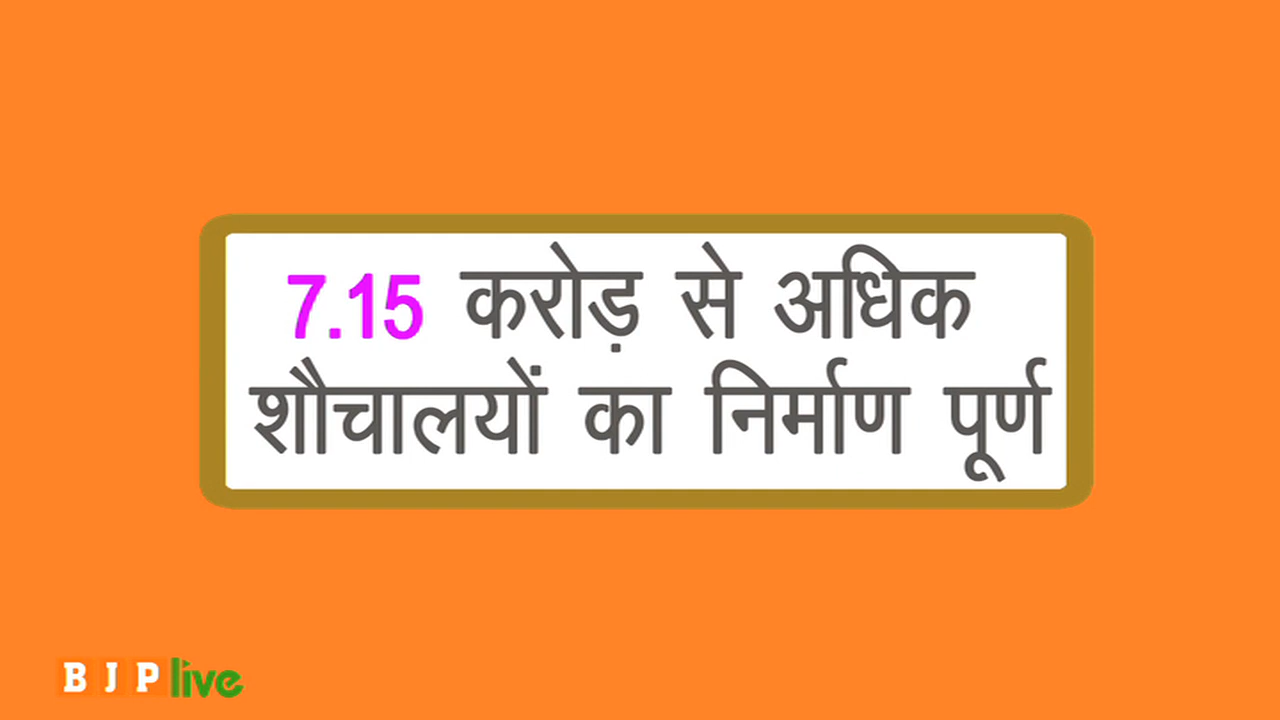 7.15 करोड़ से अधिक
शौचालयों का निर्माण पूर्ण
BJP live